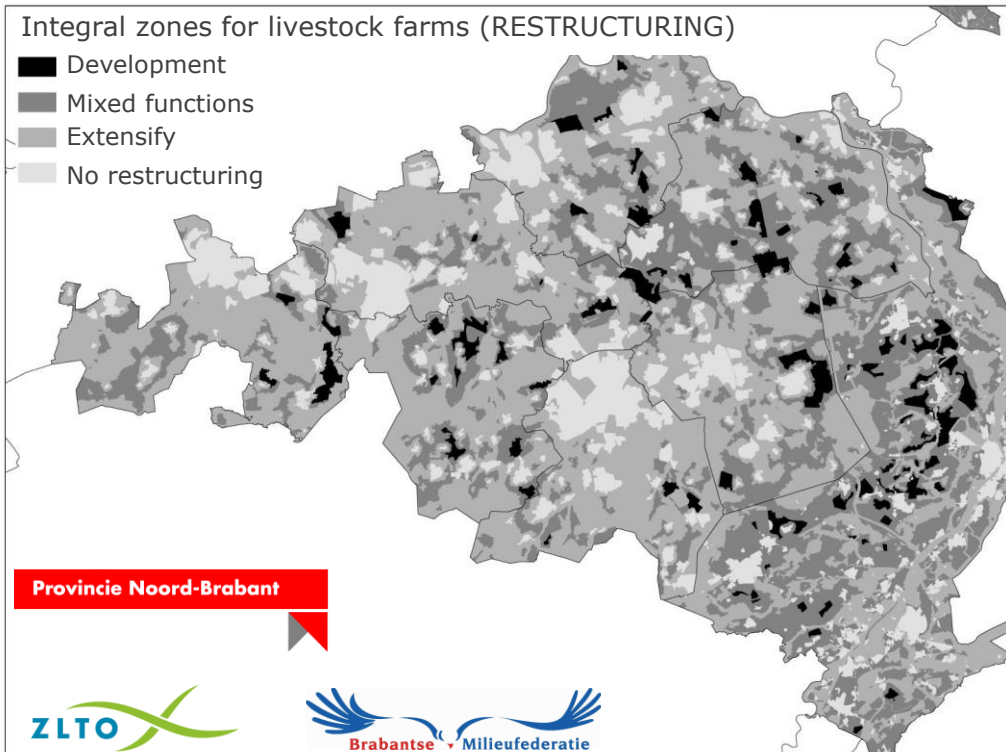 Integral zones for livestock farms (RESTRUCTURING)
Development
Mixed functions
Extensify
No restructuring
Provincie Noord-Brabant
ZLTO
Brabantse Milieufederatie